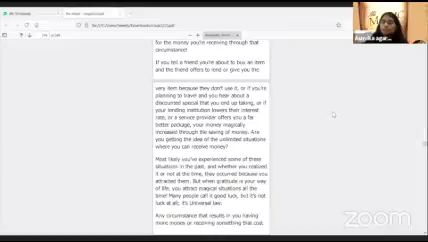 for the money you're receiving through that
circumstance!
If you tell a friend you're about to buy an item
and the friend offers to lend or give you the
very item because they don't use it, or if you're
planning to travel and you hear about a
discounted special that you end up taking, or if
your lending institution lowers their interest
rate, or a service provider offers you a far
better package, your money magically
increased through the saving of money. Are
you getting the idea of the unlimited situations
where you can receive money?
Most likely you've experienced some of these
situations in the past, and whether you realized
it or not at the time, they occurred because you
attracted them. But when gratitude is your way
of life, you attract magical situations all the
time! Many people call it good luck, but it's not
luck at all; it's Universal law.
Any circumstance that results in you having
more money or receiving something that cost
zoom